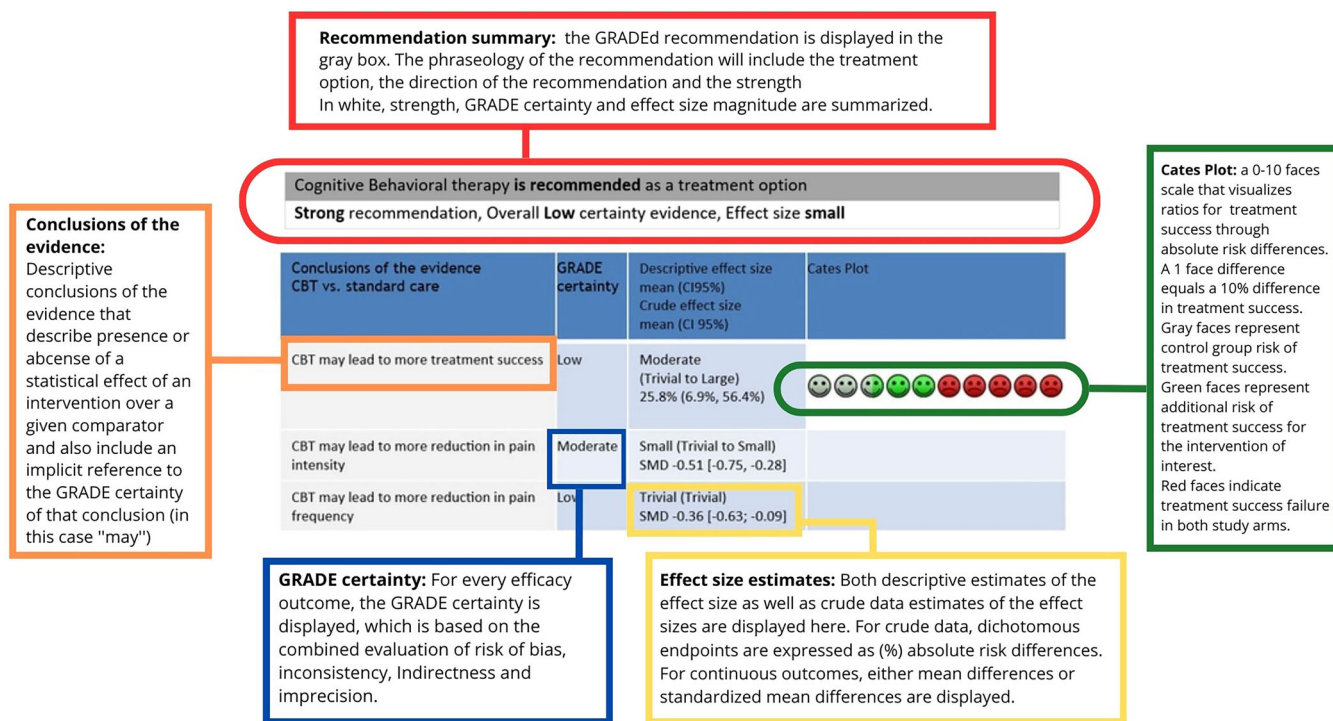 Recommendation summary: the GRADEd recommendation is displayed in the
gray box. The phraseology of the recommendation will include the treatment
option, the direction of the recommendation and the strength
In white, strength, GRADE certainty and effect size magnitude are summarized.
Cognitive Behavioral therapy is recommended as a treatment option
Strong recommendation, Overall Low certainty evidence, Effect size small
Conclusions of the
evidence:
Descriptive
conclusions of the
evidence that
describe presence or
abcense of a
statistical effect of an
intervention over a
given comparator
and also include an
implicit reference to
the GRADE certainty
of that conclusion (in
this case "may")
Conclusions of the evidence
CBT vs. standard care
GRADE
certainty
Descriptive effect size
mean (CI95%)
Crude effect size
mean (CI 95%)
Cates Plot
CBT may lead to more treatment success
Low
Moderate
(Trivial to Large)
25.8% (6.9%, 56.4%)
CBT may lead to more reduction in pain
intensity
Moderate
Small (Trivial to Small)
SMD -0.51 [-0.75, -0.28]
CBT may lead to more reduction in pain
frequency
Low
Trivial (Trivial)
SMD -0.36 [-0.63; -0.09]
Cates Plot: a 0-10 faces
scale that visualizes
ratios for treatment
success through
absolute risk differences.
A 1 face difference
equals a 10% difference
in treatment success.
Gray faces represent
control group risk of
treatment success.
Green faces represent
additional risk of
treatment success for
the intervention of
interest.
Red faces indicate
treatment success failure
in both study arms.
GRADE certainty: For every efficacy
outcome, the GRADE certainty is
displayed, which is based on the
combined evaluation of risk of bias,
inconsistency, Indirectness and
imprecision.
Effect size estimates: Both descriptive estimates of the
effect size as well as crude data estimates of the effect
sizes are displayed here. For crude data, dichotomous
endpoints are expressed as (%) absolute risk differences.
For continuous outcomes, either mean differences or
standardized mean differences are displayed.